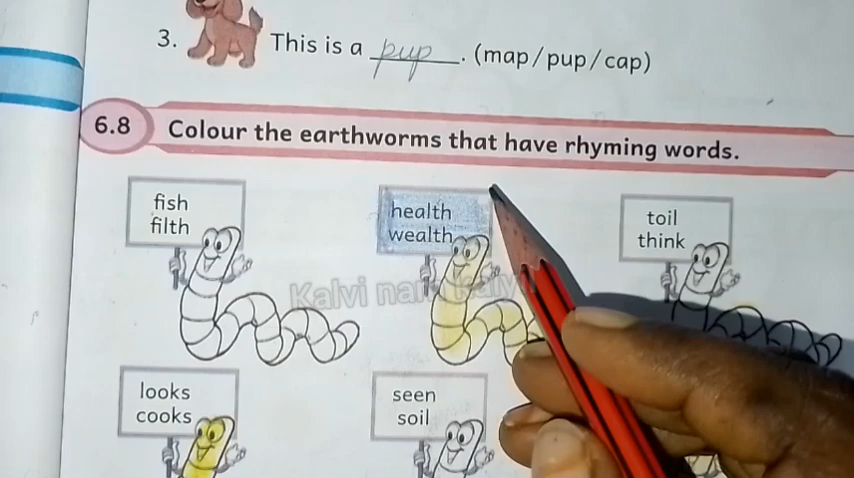 3. This is a pup. (map/pup/cap)
6.8 Colour the earthworms that have rhyming words.
fish
filth
health
wealth
toil
think
looks
cooks
seen
soil